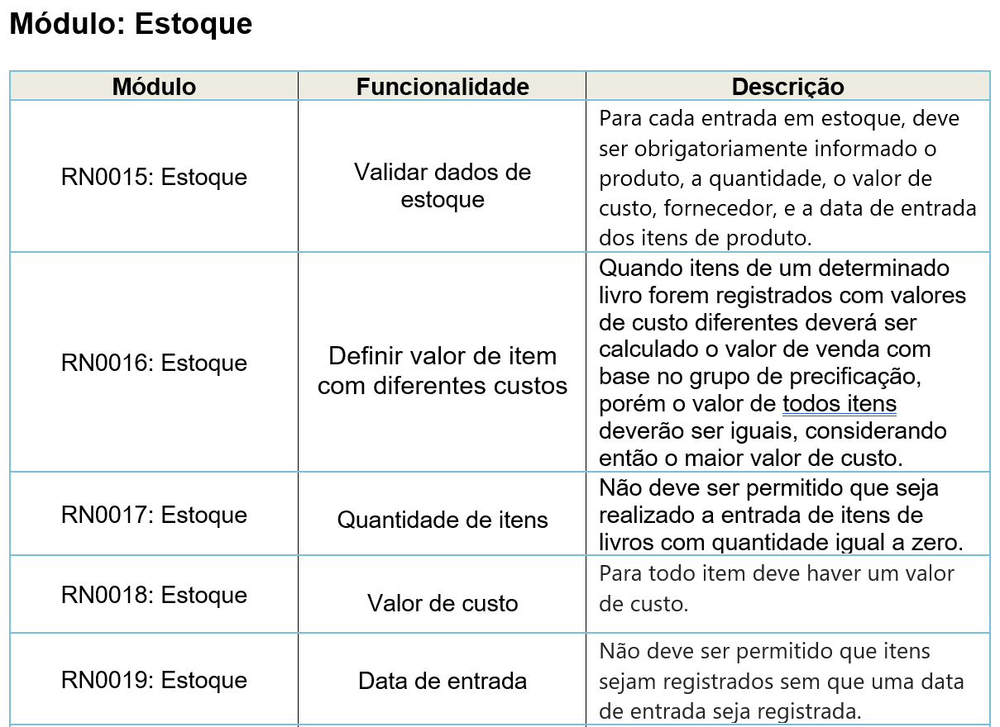 Módulo: Estoque
Módulo
Funcionalidade
Descrição
RN0015: Estoque
Validar dados de
estoque
Para cada entrada em estoque, deve
ser obrigatoriamente informado o
produto, a quantidade, o valor de
custo, fornecedor, e a data de entrada
dos itens de produto.
RN0016: Estoque
Definir valor de item
com diferentes custos
Quando itens de um determinado
livro forem registrados com valores
de custo diferentes deverá ser
calculado o valor de venda com
base no grupo de precificação,
porém o valor de todos itens
deverão ser iguais, considerando
então o maior valor de custo.
RN0017: Estoque
Quantidade de itens
Não deve ser permitido que seja
realizado a entrada de itens de
livros com quantidade igual a zero.
RN0018: Estoque
Valor de custo
Para todo item deve haver um valor
de custo.
RN0019: Estoque
Data de entrada
Não deve ser permitido que itens
sejam registrados sem que uma data
de entrada seja registrada.